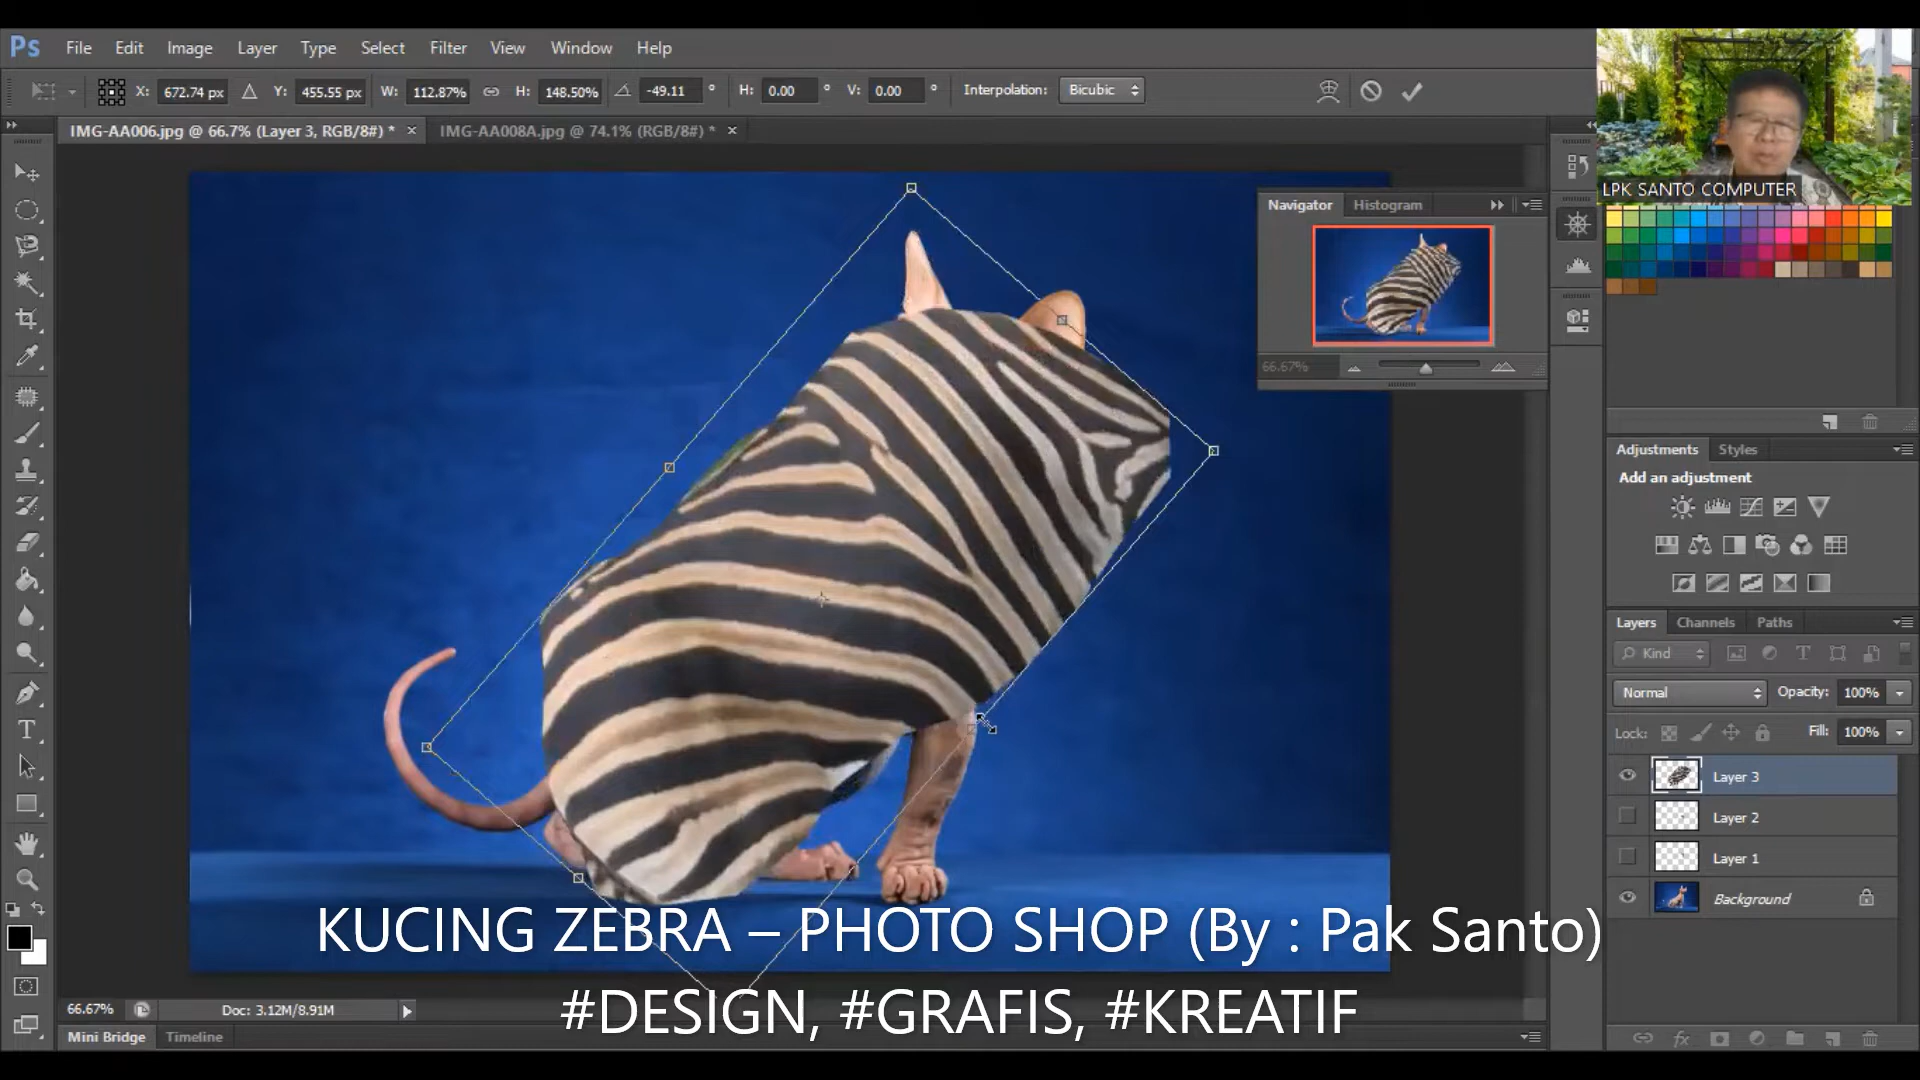 Ps File Edit Image Layer Type Select Filter View Window Help
X: 672.74 px Y: 455.55 px W: 112.87% H: 148.50% -49.11 ° H: 0.00 ° V: 0.00 ° Interpolation: Bicubic
IMG-AA006.jpg @ 66.7% (Layer 3, RGB/8#) * × IMG-AA008A.jpg @ 74.1% (RGB/8#) * ×
LPK SANTO COMPUTER
Navigator Histogram
66.67%
Adjustments Styles
Add an adjustment
Layers Channels Paths
Kind
Normal Opacity: 100%
Lock: Fill: 100%
Layer 3
Layer 2
Layer 1
Background
KUCING ZEBRA – PHOTO SHOP (By : Pak Santo)
#DESIGN, #GRAFIS, #KREATIF
66.67% Doc: 3.12M/8.91M
Mini Bridge Timeline